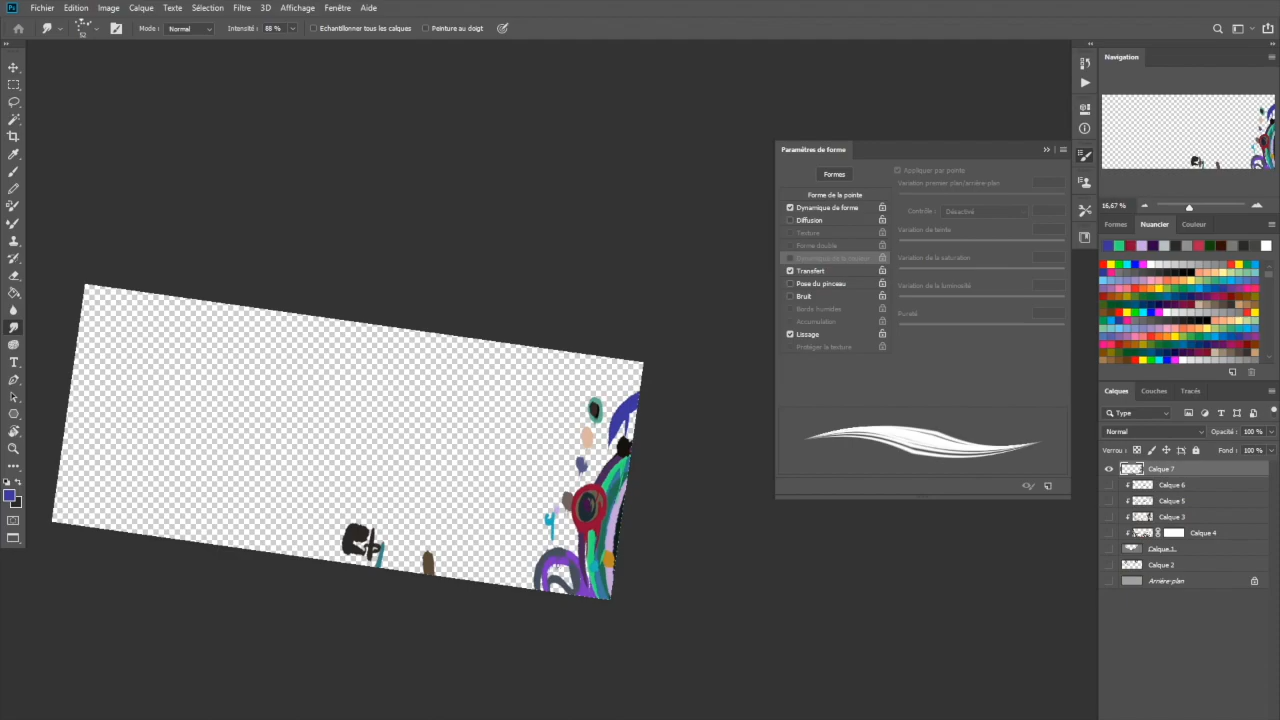 Ps Fichier Edition Image Calque Texte Sélection Filtre 3D Affichage Fenêtre Aide
52 Mode : Normal Intensité : 88 % Echantillonner tous les calques Peinture au doigt
Navigation
Paramètres de forme
Formes
Forme de la pointe
Dynamique de forme
Diffusion
Texture
Forme double
Dynamique de la couleur
Transfert
Pose du pinceau
Bruit
Bords humides
Accumulation
Lissage
Protéger la texture
Appliquer par pointe
Variation premier plan/arrière-plan
Contrôle : Désactivé
Variation de teinte
Variation de la saturation
Variation de la luminosité
Pureté
16,67 %
Formes Nuancier Couleur
Calques Couches Tracés
Type
Normal Opacité : 100 %
Verrou : Fond : 100 %
Calque 7
Calque 6
Calque 5
Calque 3
Calque 4
Calque 1
Calque 2
Arrière-plan